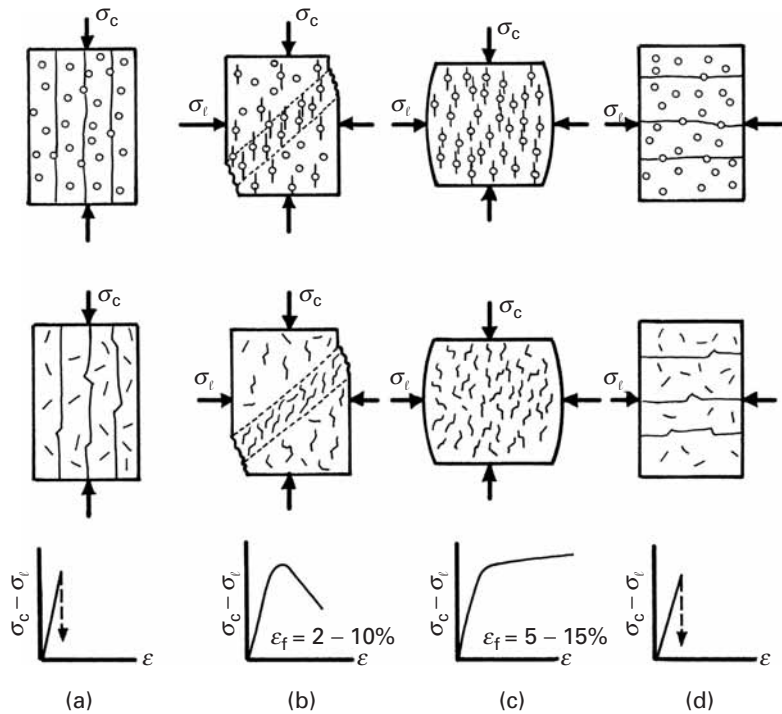 σc σc σc
σℓ σℓ σℓ
σc σc σc
σℓ σℓ σℓ
σc – σℓ σc – σℓ σc – σℓ σc – σℓ
εf = 2 – 10% εf = 5 – 15%
ε ε ε ε
(a) (b) (c) (d)